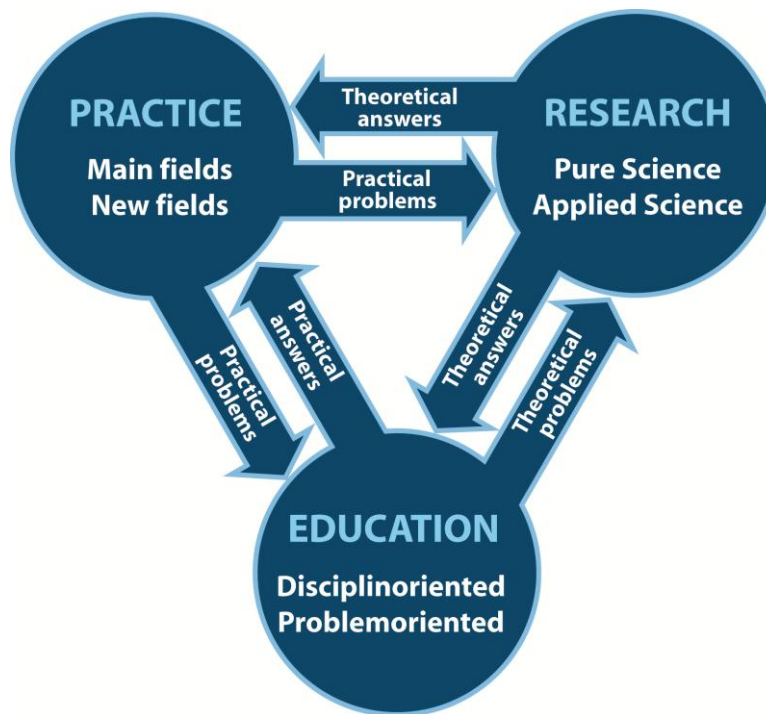 PRACTICE
Main fields
New fields
Theoretical
answers
Practical
problems
RESEARCH
Pure Science
Applied Science
Practical
problems
Practical
answers
Theoretical
answers
Theoretical
problems
EDUCATION
Disciplinoriented
Problemoriented